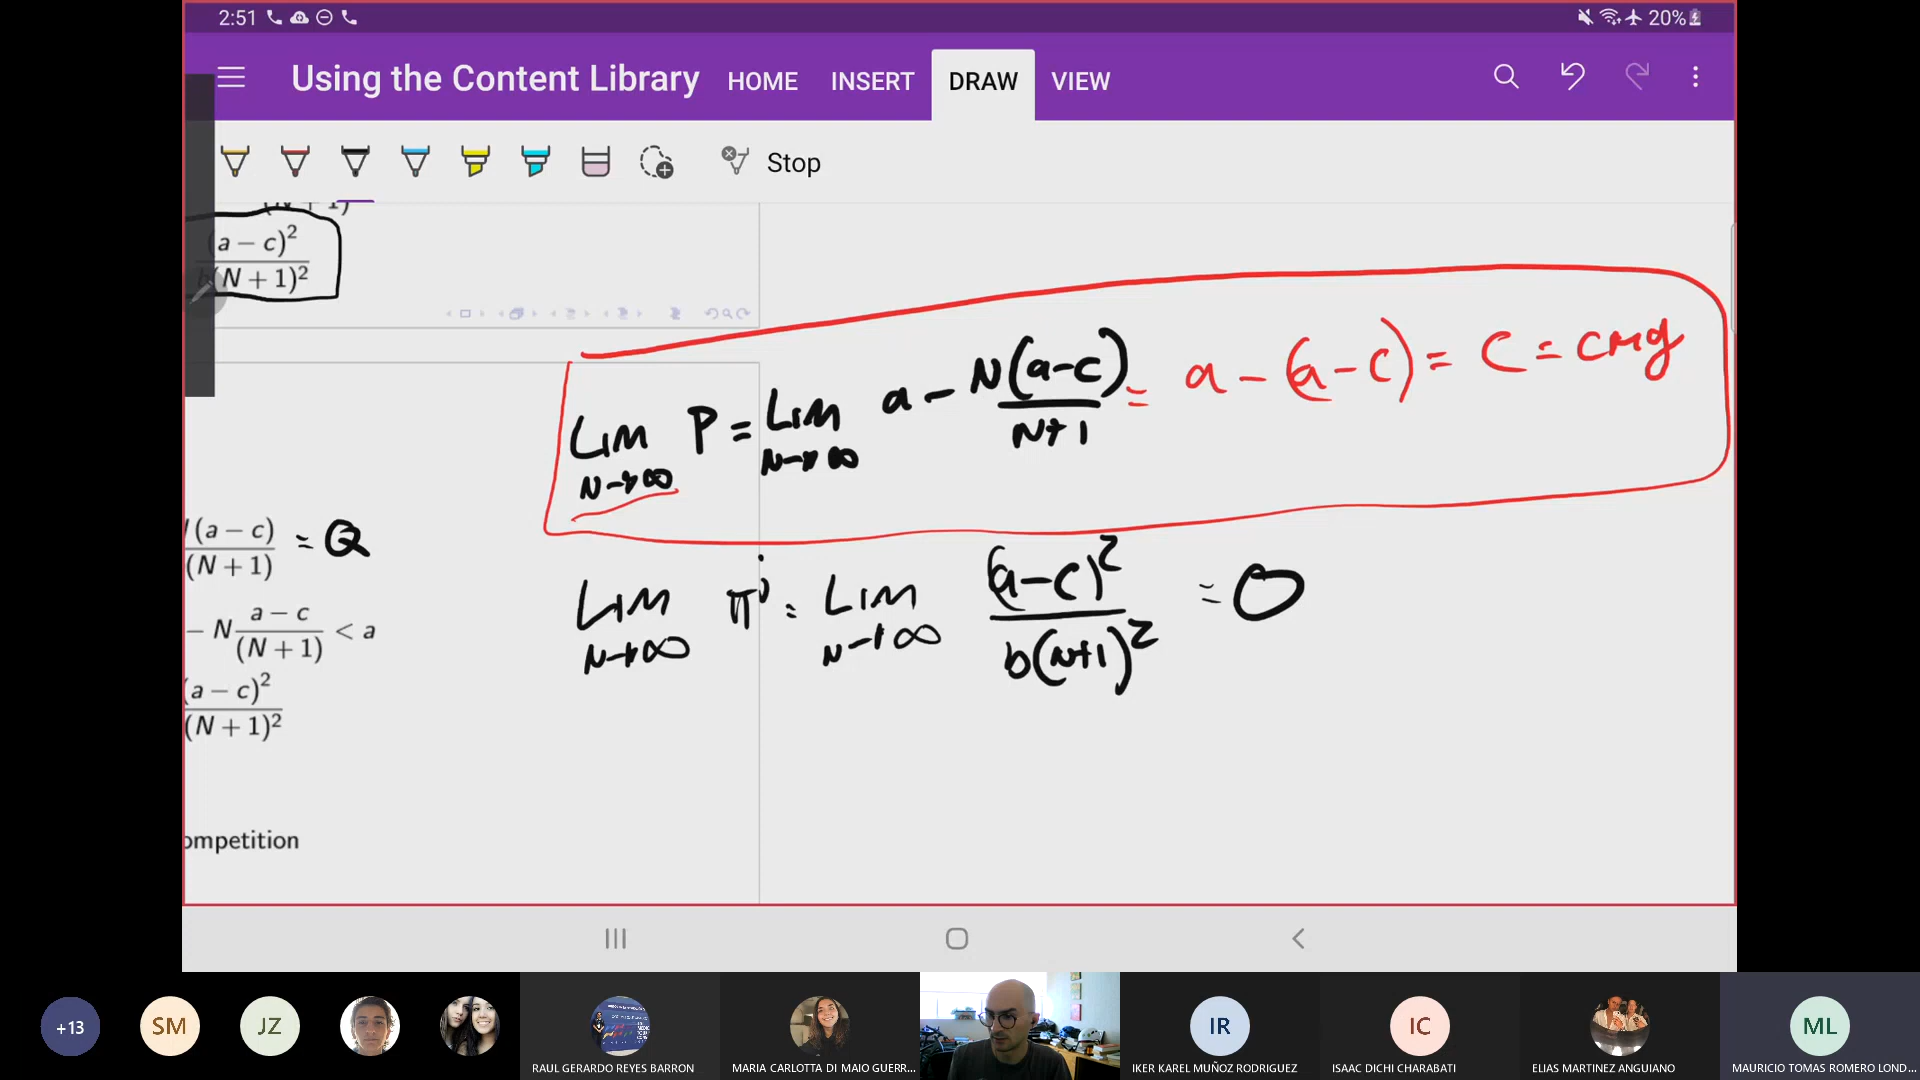 2:51 20%
Using the Content Library HOME INSERT DRAW VIEW
Stop
(N + 1)
(a − c)²
(N + 1)²
Lim P = Lim a − N(a−c) = a − (a − c) = C = CMg
N→∞ N→∞ N+1
(a − c) = Q
(N + 1)
Lim πʲ = Lim (a−c)² = 0
N→∞ N→∞ b(N+1)²
− N a − c < a
(N + 1)
(a − c)²
(N + 1)²
ompetition
+13 SM JZ IR IC ML
RAUL GERARDO REYES BARRON MARIA CARLOTTA DI MAIO GUERR... IKER KAREL MUÑOZ RODRIGUEZ ISAAC DICHI CHARABATI ELIAS MARTINEZ ANGUIANO MAURICIO TOMAS ROMERO LOND...